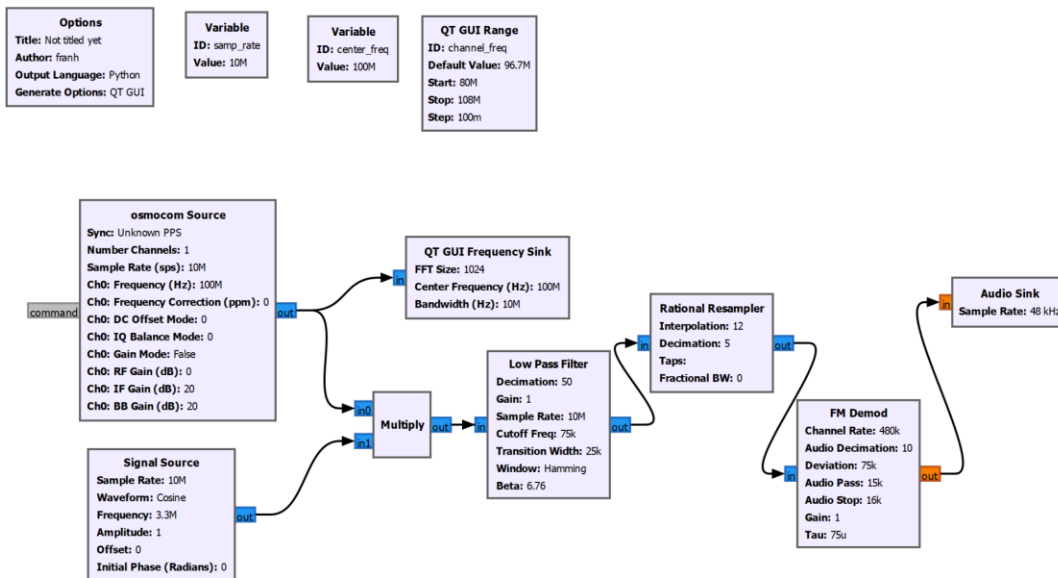 Options
Title: Not titled yet
Author: franh
Output Language: Python
Generate Options: QT GUI
Variable
ID: samp_rate
Value: 10M
Variable
ID: center_freq
Value: 100M
QT GUI Range
ID: channel_freq
Default Value: 96.7M
Start: 80M
Stop: 108M
Step: 100m
osmocom Source
Sync: Unknown PPS
Number Channels: 1
Sample Rate (sps): 10M
Ch0: Frequency (Hz): 100M
Ch0: Frequency Correction (ppm): 0
Ch0: DC Offset Mode: 0
Ch0: IQ Balance Mode: 0
Ch0: Gain Mode: False
Ch0: RF Gain (dB): 0
Ch0: IF Gain (dB): 20
Ch0: BB Gain (dB): 20
command
out
in
QT GUI Frequency Sink
FFT Size: 1024
Center Frequency (Hz): 100M
Bandwidth (Hz): 10M
Signal Source
Sample Rate: 10M
Waveform: Cosine
Frequency: 3.3M
Amplitude: 1
Offset: 0
Initial Phase (Radians): 0
out
in0
in1
Multiply
out
in
Low Pass Filter
Decimation: 50
Gain: 1
Sample Rate: 10M
Cutoff Freq: 75k
Transition Width: 25k
Window: Hamming
Beta: 6.76
out
in
Rational Resampler
Interpolation: 12
Decimation: 5
Taps:
Fractional BW: 0
out
in
FM Demod
Channel Rate: 480k
Audio Decimation: 10
Deviation: 75k
Audio Pass: 15k
Audio Stop: 16k
Gain: 1
Tau: 75u
out
in
Audio Sink
Sample Rate: 48 kHz